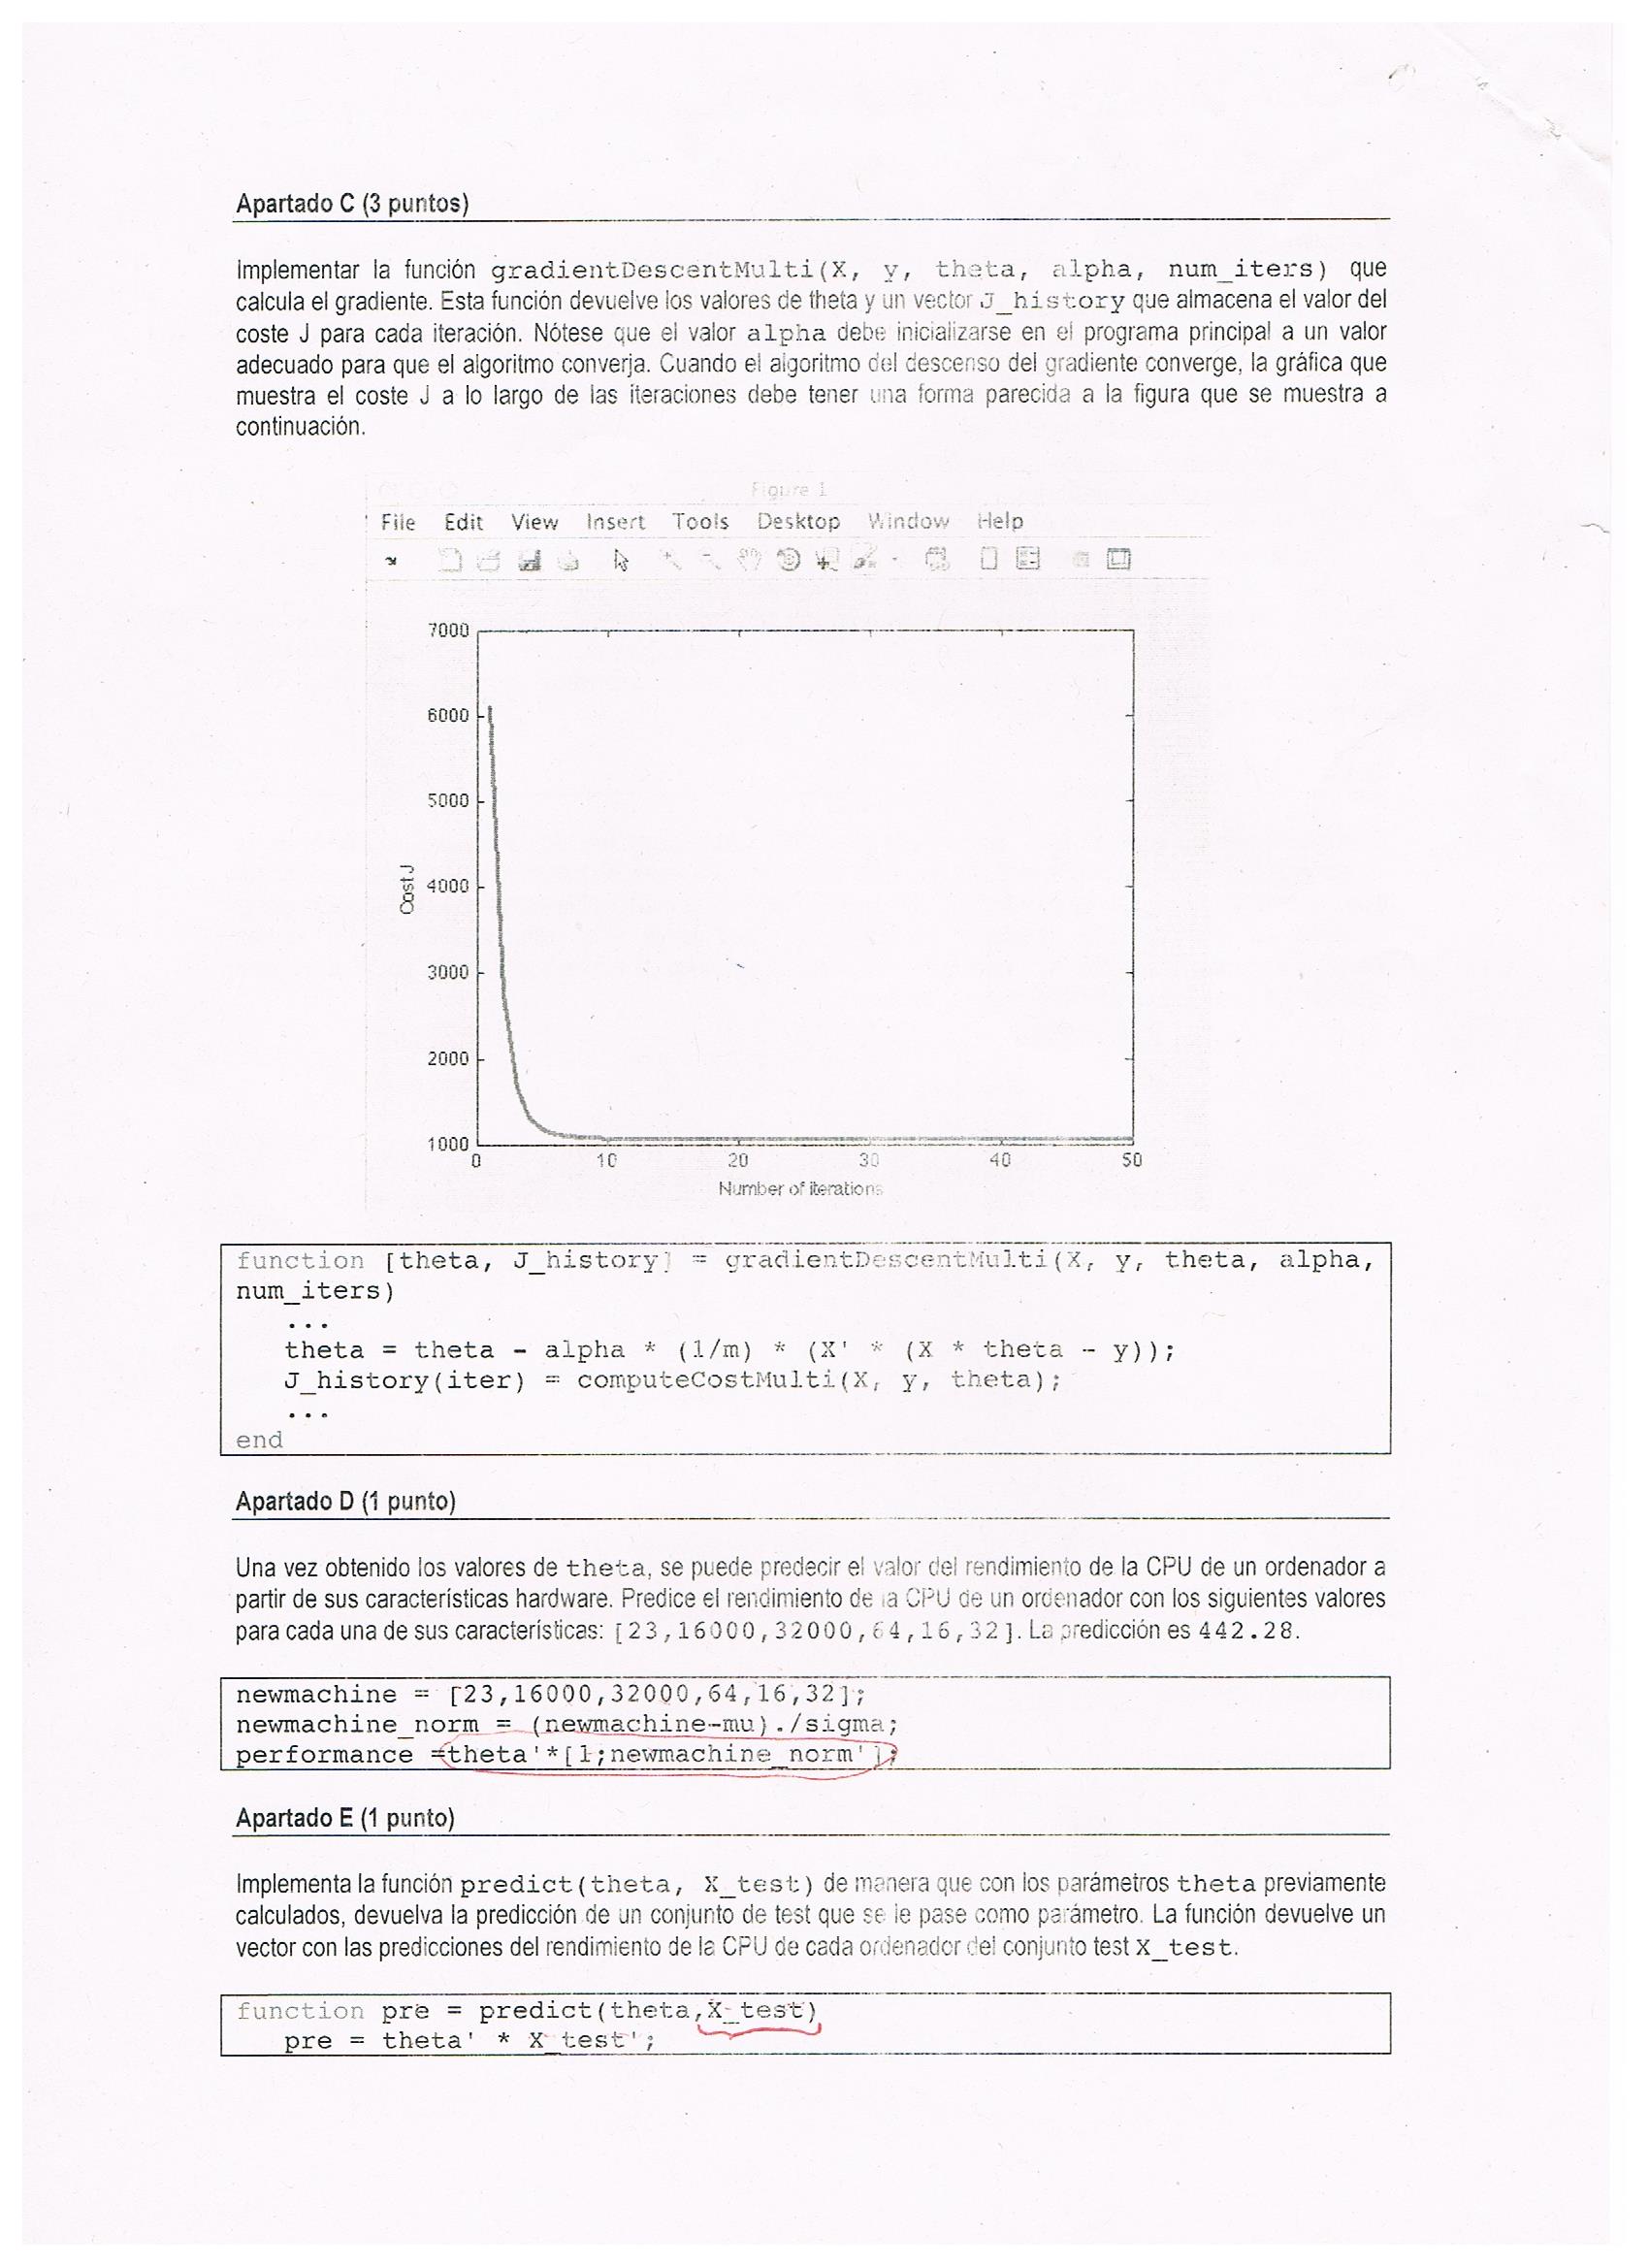 Apartado C (3 puntos)
Implementar la función gradientDescentMulti(X, y, theta, alpha, num_iters) que
calcula el gradiente. Esta función devuelve los valores de theta y un vector J_history que almacena el valor del
coste J para cada iteración. Nótese que el valor alpha debe inicializarse en el programa principal a un valor
adecuado para que el algoritmo converja. Cuando el algoritmo del descenso del gradiente converge, la gráfica que
muestra el coste J a lo largo de las iteraciones debe tener una forma parecida a la figura que se muestra a
continuación.
Figure 1
File Edit View Insert Tools Desktop Window Help
7000
6000
5000
4000
3000
2000
1000
Cost J
0 10 20 30 40 50
Number of iterations
function [theta, J_history] = gradientDescentMulti(X, y, theta, alpha,
num_iters)
...
theta = theta - alpha * (1/m) * (X' * (X * theta - y));
J_history(iter) = computeCostMulti(X, y, theta);
...
end
Apartado D (1 punto)
Una vez obtenido los valores de theta, se puede predecir el valor del rendimiento de la CPU de un ordenador a
partir de sus características hardware. Predice el rendimiento de la CPU de un ordenador con los siguientes valores
para cada una de sus características: [23,16000,32000,64,16,32]. La predicción es 442.28.
newmachine = [23,16000,32000,64,16,32];
newmachine_norm = (newmachine-mu)./sigma;
performance =theta'*[1;newmachine_norm'];
Apartado E (1 punto)
Implementa la función predict(theta, X_test) de manera que con los parámetros theta previamente
calculados, devuelva la predicción de un conjunto de test que se le pase como parámetro. La función devuelve un
vector con las predicciones del rendimiento de la CPU de cada ordenador del conjunto test X_test.
function pre = predict(theta,X_test)
pre = theta' * X_test';